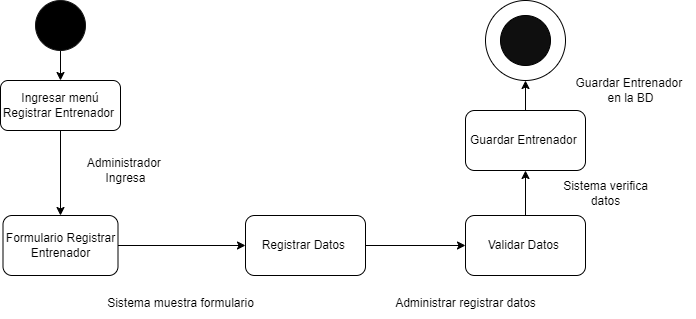 Ingresar menú
Registrar Entrenador
Administrador
Ingresa
Formulario Registrar
Entrenador
Sistema muestra formulario
Registrar Datos
Administrar registrar datos
Validar Datos
Sistema verifica
datos
Guardar Entrenador
Guardar Entrenador
en la BD